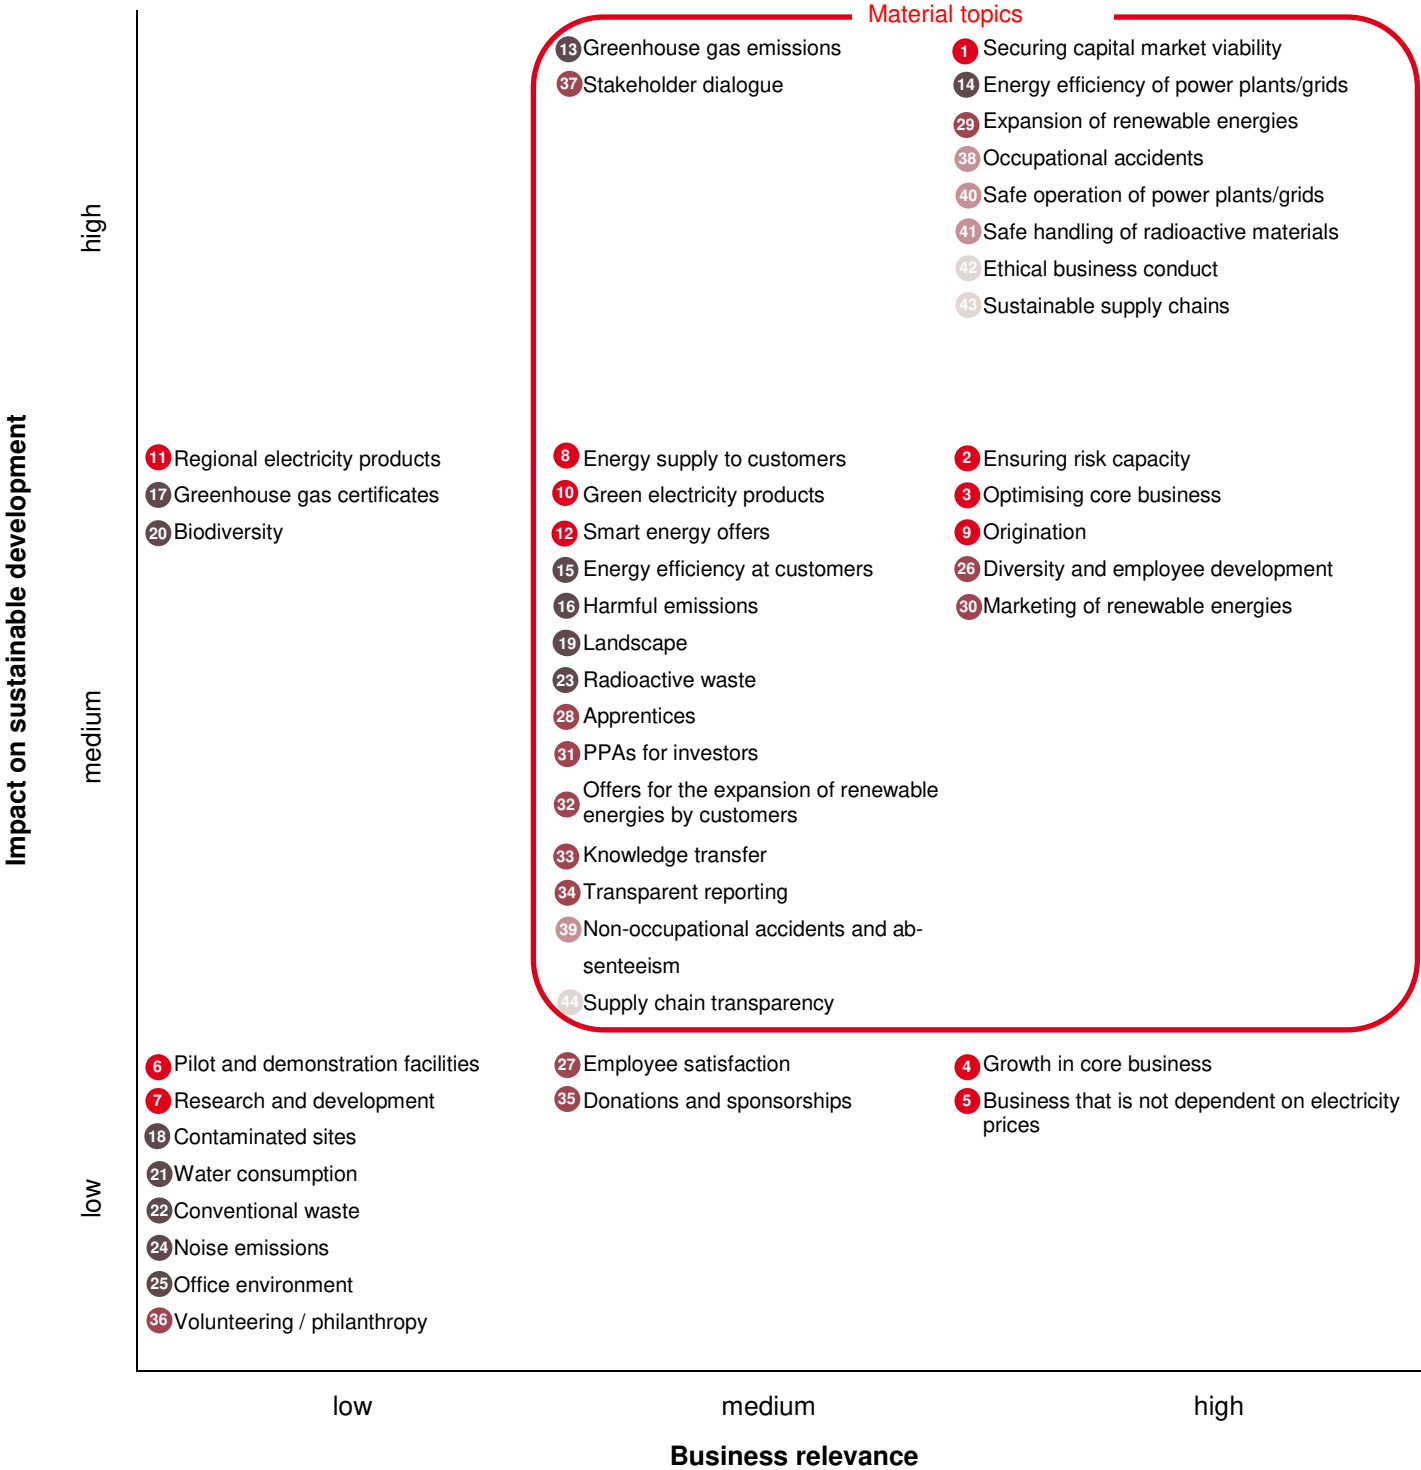 Material topics
13 Greenhouse gas emissions
37 Stakeholder dialogue
1 Securing capital market viability
14 Energy efficiency of power plants/grids
29 Expansion of renewable energies
38 Occupational accidents
40 Safe operation of power plants/grids
41 Safe handling of radioactive materials
42 Ethical business conduct
43 Sustainable supply chains
high
Impact on sustainable development
11 Regional electricity products
17 Greenhouse gas certificates
20 Biodiversity
8 Energy supply to customers
10 Green electricity products
12 Smart energy offers
15 Energy efficiency at customers
16 Harmful emissions
19 Landscape
23 Radioactive waste
28 Apprentices
31 PPAs for investors
32 Offers for the expansion of renewable
energies by customers
33 Knowledge transfer
34 Transparent reporting
39 Non-occupational accidents and ab-
senteeism
44 Supply chain transparency
2 Ensuring risk capacity
3 Optimising core business
9 Origination
26 Diversity and employee development
30 Marketing of renewable energies
medium
6 Pilot and demonstration facilities
7 Research and development
18 Contaminated sites
21 Water consumption
22 Conventional waste
24 Noise emissions
25 Office environment
36 Volunteering / philanthropy
27 Employee satisfaction
35 Donations and sponsorships
4 Growth in core business
5 Business that is not dependent on electricity
prices
low
low
medium
high
Business relevance